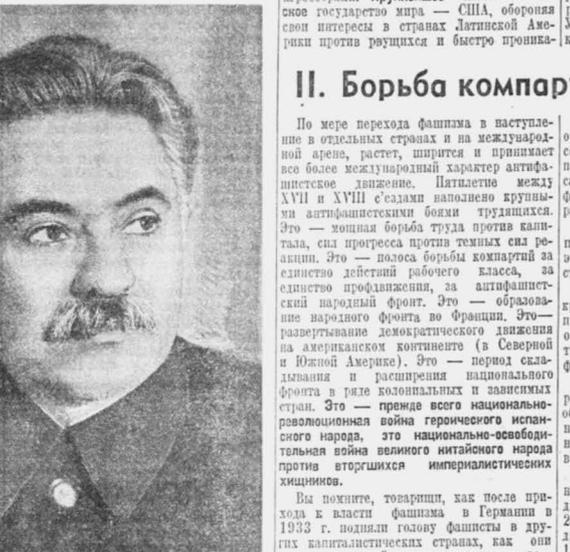 ское государство мира — США, обороняя
свои интересы в странах Латинской Аме-
рики против рвущихся и быстро проника-
II. Борьба компар
По мере перехода фашизма в наступле-
ние в отдельных странах и на международ-
ной арене, растет, ширится и принимает
все более международный характер антифа-
шистское движение. Пятилетие между
XVII и XVIII с'ездами наполнено крупны-
ми антифашистскими боями трудящихся.
Это — мощная борьба труда против капи-
тала, сил прогресса против темных сил ре-
акции. Это — полоса борьбы компартий за
единство действий рабочего класса, за
единство профдвижения, за антифашист-
ский народный фронт. Это — образова-
ние народного фронта во Франции. Это—
развертывание демократического движения
на американском континенте (в Северной
и Южной Америке). Это — период скла-
дывания и расширения национального
фронта в ряде колониальных и зависимых
стран. Это — прежде всего национально-
революционная война героического испан-
ского народа, это национально-освободи-
тельная война великого китайского народа
против вторгшихся империалистических
хищников.
Вы помните, товарищи, как после при-
хода к власти фашизма в Германии в
1933 г. подняли голову фашисты в дру-
гих капиталистических странах, как они